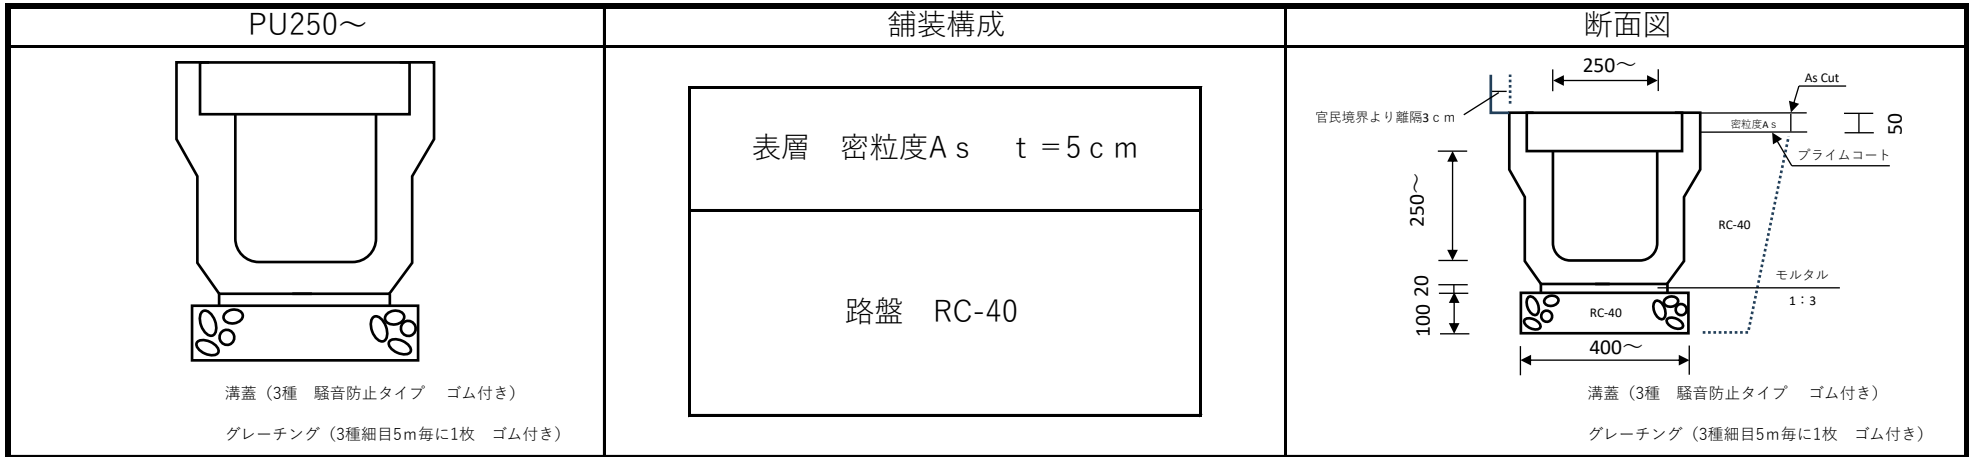 PU250～
舗装構成
断面図
溝蓋（3種　騒音防止タイプ　ゴム付き）
グレーチング（3種細目5ｍ毎に1枚　ゴム付き）
表層　密粒度Aｓ　ｔ＝5ｃｍ
路盤　RC-40
250～
As Cut
官民境界より離隔3ｃｍ
密粒度Aｓ
50
プライムコート
250～
RC-40
モルタル
1：3
20
100
RC-40
400～
溝蓋（3種　騒音防止タイプ　ゴム付き）
グレーチング（3種細目5ｍ毎に1枚　ゴム付き）